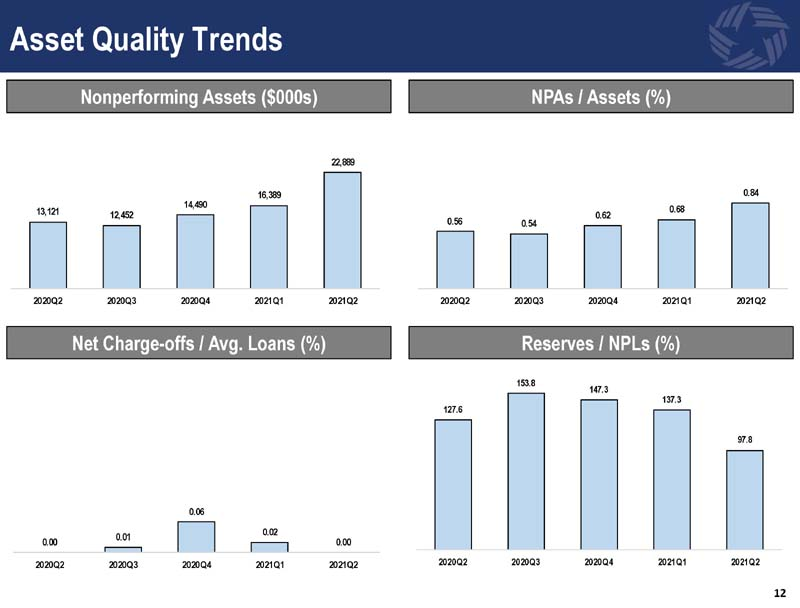 Asset Quality Trends
Nonperforming Assets ($000s)
13,121
12,452
14,490
16,389
22,889
2020Q2 2020Q3 2020Q4 2021Q1 2021Q2
NPAs / Assets (%)
0.56
0.54
0.62
0.68
0.84
2020Q2 2020Q3 2020Q4 2021Q1 2021Q2
Net Charge-offs / Avg. Loans (%)
0.00
0.01
0.06
0.02
0.00
2020Q2 2020Q3 2020Q4 2021Q1 2021Q2
Reserves / NPLs (%)
127.6
153.8
147.3
137.3
97.8
2020Q2 2020Q3 2020Q4 2021Q1 2021Q2
12